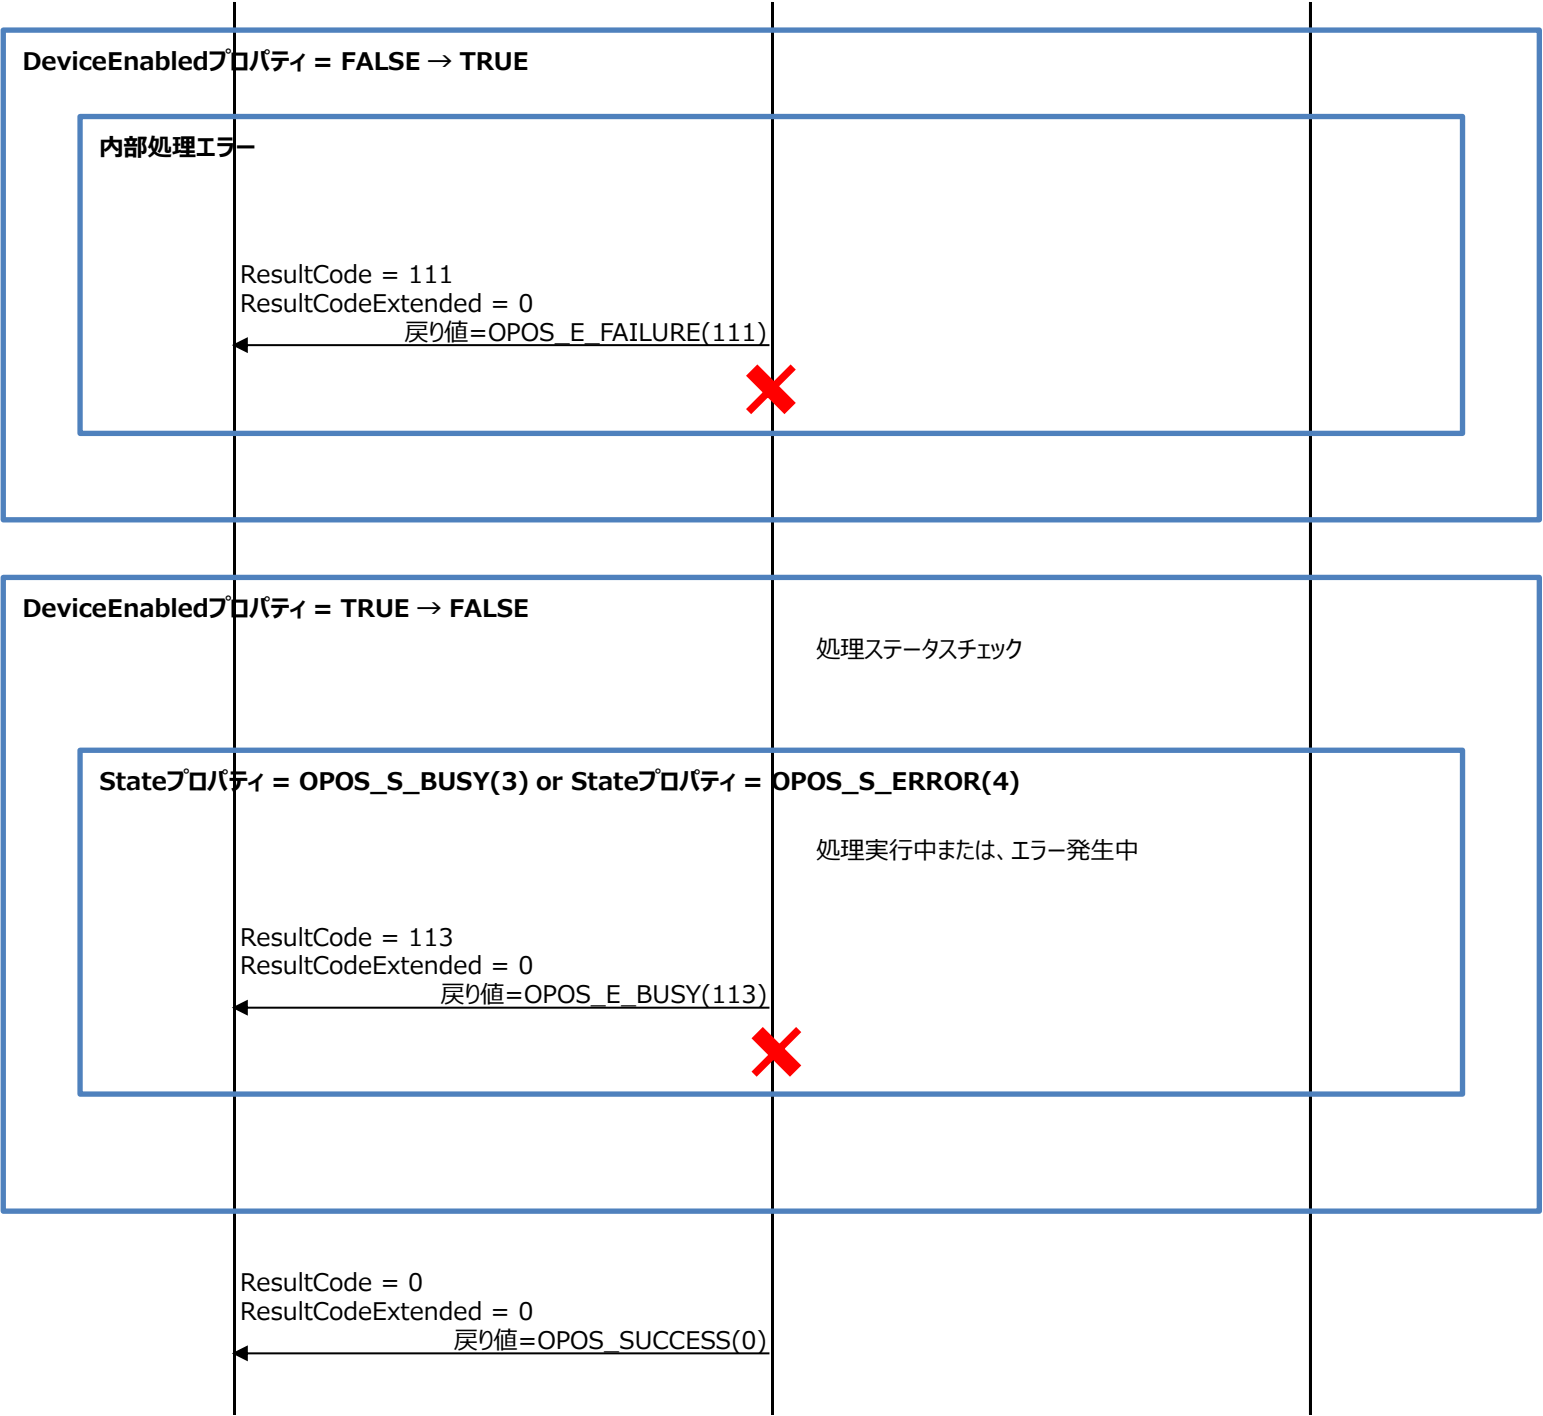 DeviceEnabledプロパティ = FALSE → TRUE
内部処理エラー
ResultCode = 111
ResultCodeExtended = 0
戻り値=OPOS_E_FAILURE(111)
DeviceEnabledプロパティ = TRUE → FALSE
処理ステータスチェック
Stateプロパティ = OPOS_S_BUSY(3) or Stateプロパティ = OPOS_S_ERROR(4)
処理実行中または、エラー発生中
ResultCode = 113
ResultCodeExtended = 0
戻り値=OPOS_E_BUSY(113)
ResultCode = 0
ResultCodeExtended = 0
戻り値=OPOS_SUCCESS(0)